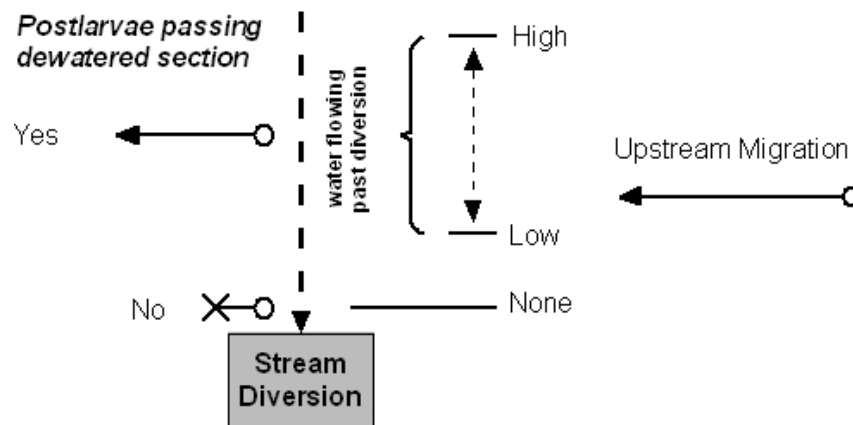 Postlarvae passing
dewatered section
High
water flowing
past diversion
Yes
Upstream Migration
Low
No
None
Stream
Diversion